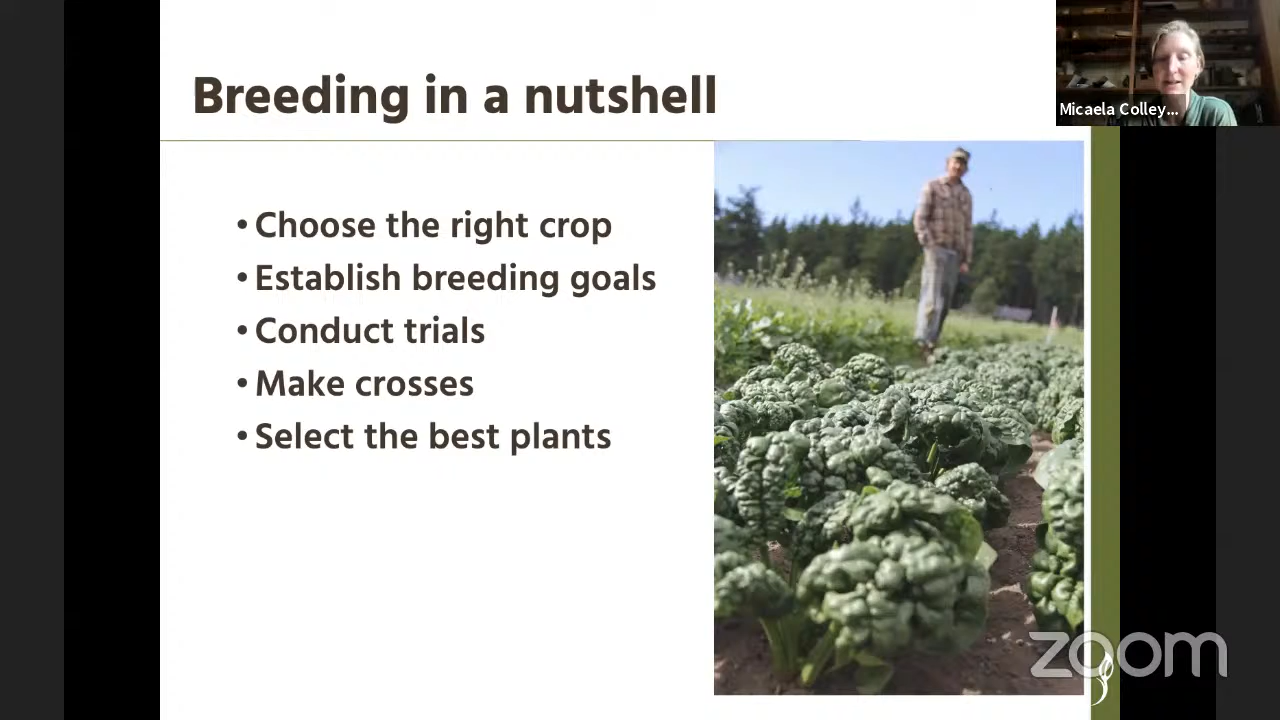 Breeding in a nutshell
Micaela Colley...
• Choose the right crop
• Establish breeding goals
• Conduct trials
• Make crosses
• Select the best plants
zoom